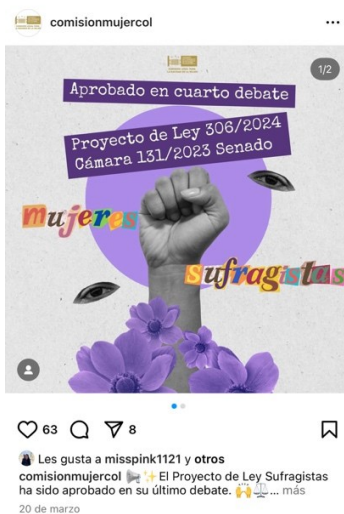 comisionmujercol
1/2
Aprobado en cuarto debate
Proyecto de Ley 306/2024
Cámara 131/2023 Senado
mujeres
sufragistas
63
8
Les gusta a misspink1121 y otros
comisionmujercol 📢✨El Proyecto de Ley Sufragistas
ha sido aprobado en su último debate. 🙌⚖️... más
20 de marzo